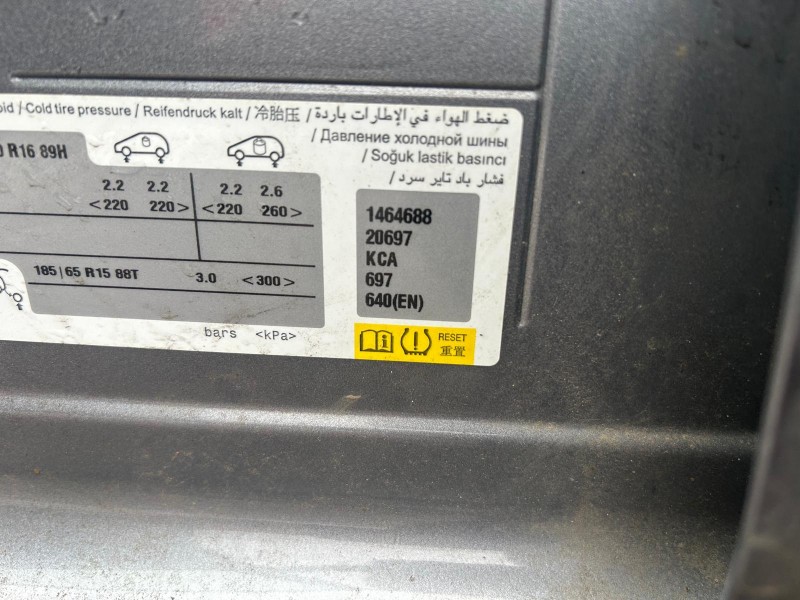 / Cold tire pressure / Reifendruck kalt / 冷胎压 / ضغط الهواء في الإطارات باردة
/ Давление холодной шины
/ Soğuk lastik basıncı
/ فشار باد تایر سرد
R16 89H
2.2 2.2 2.2 2.6
<220 220> <220 260>
185|65 R15 88T 3.0 <300>
bars <kPa>
1464688
20697
KCA
697
640(EN)
RESET
重置